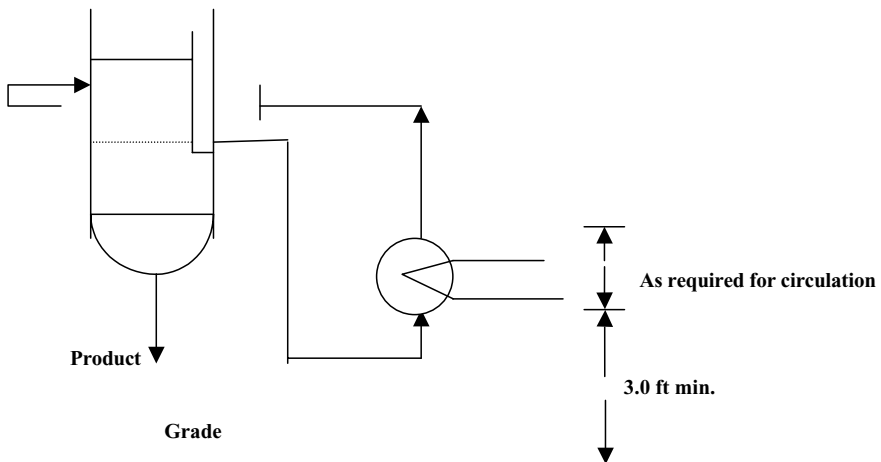 As required for circulation
Product
3.0 ft min.
Grade